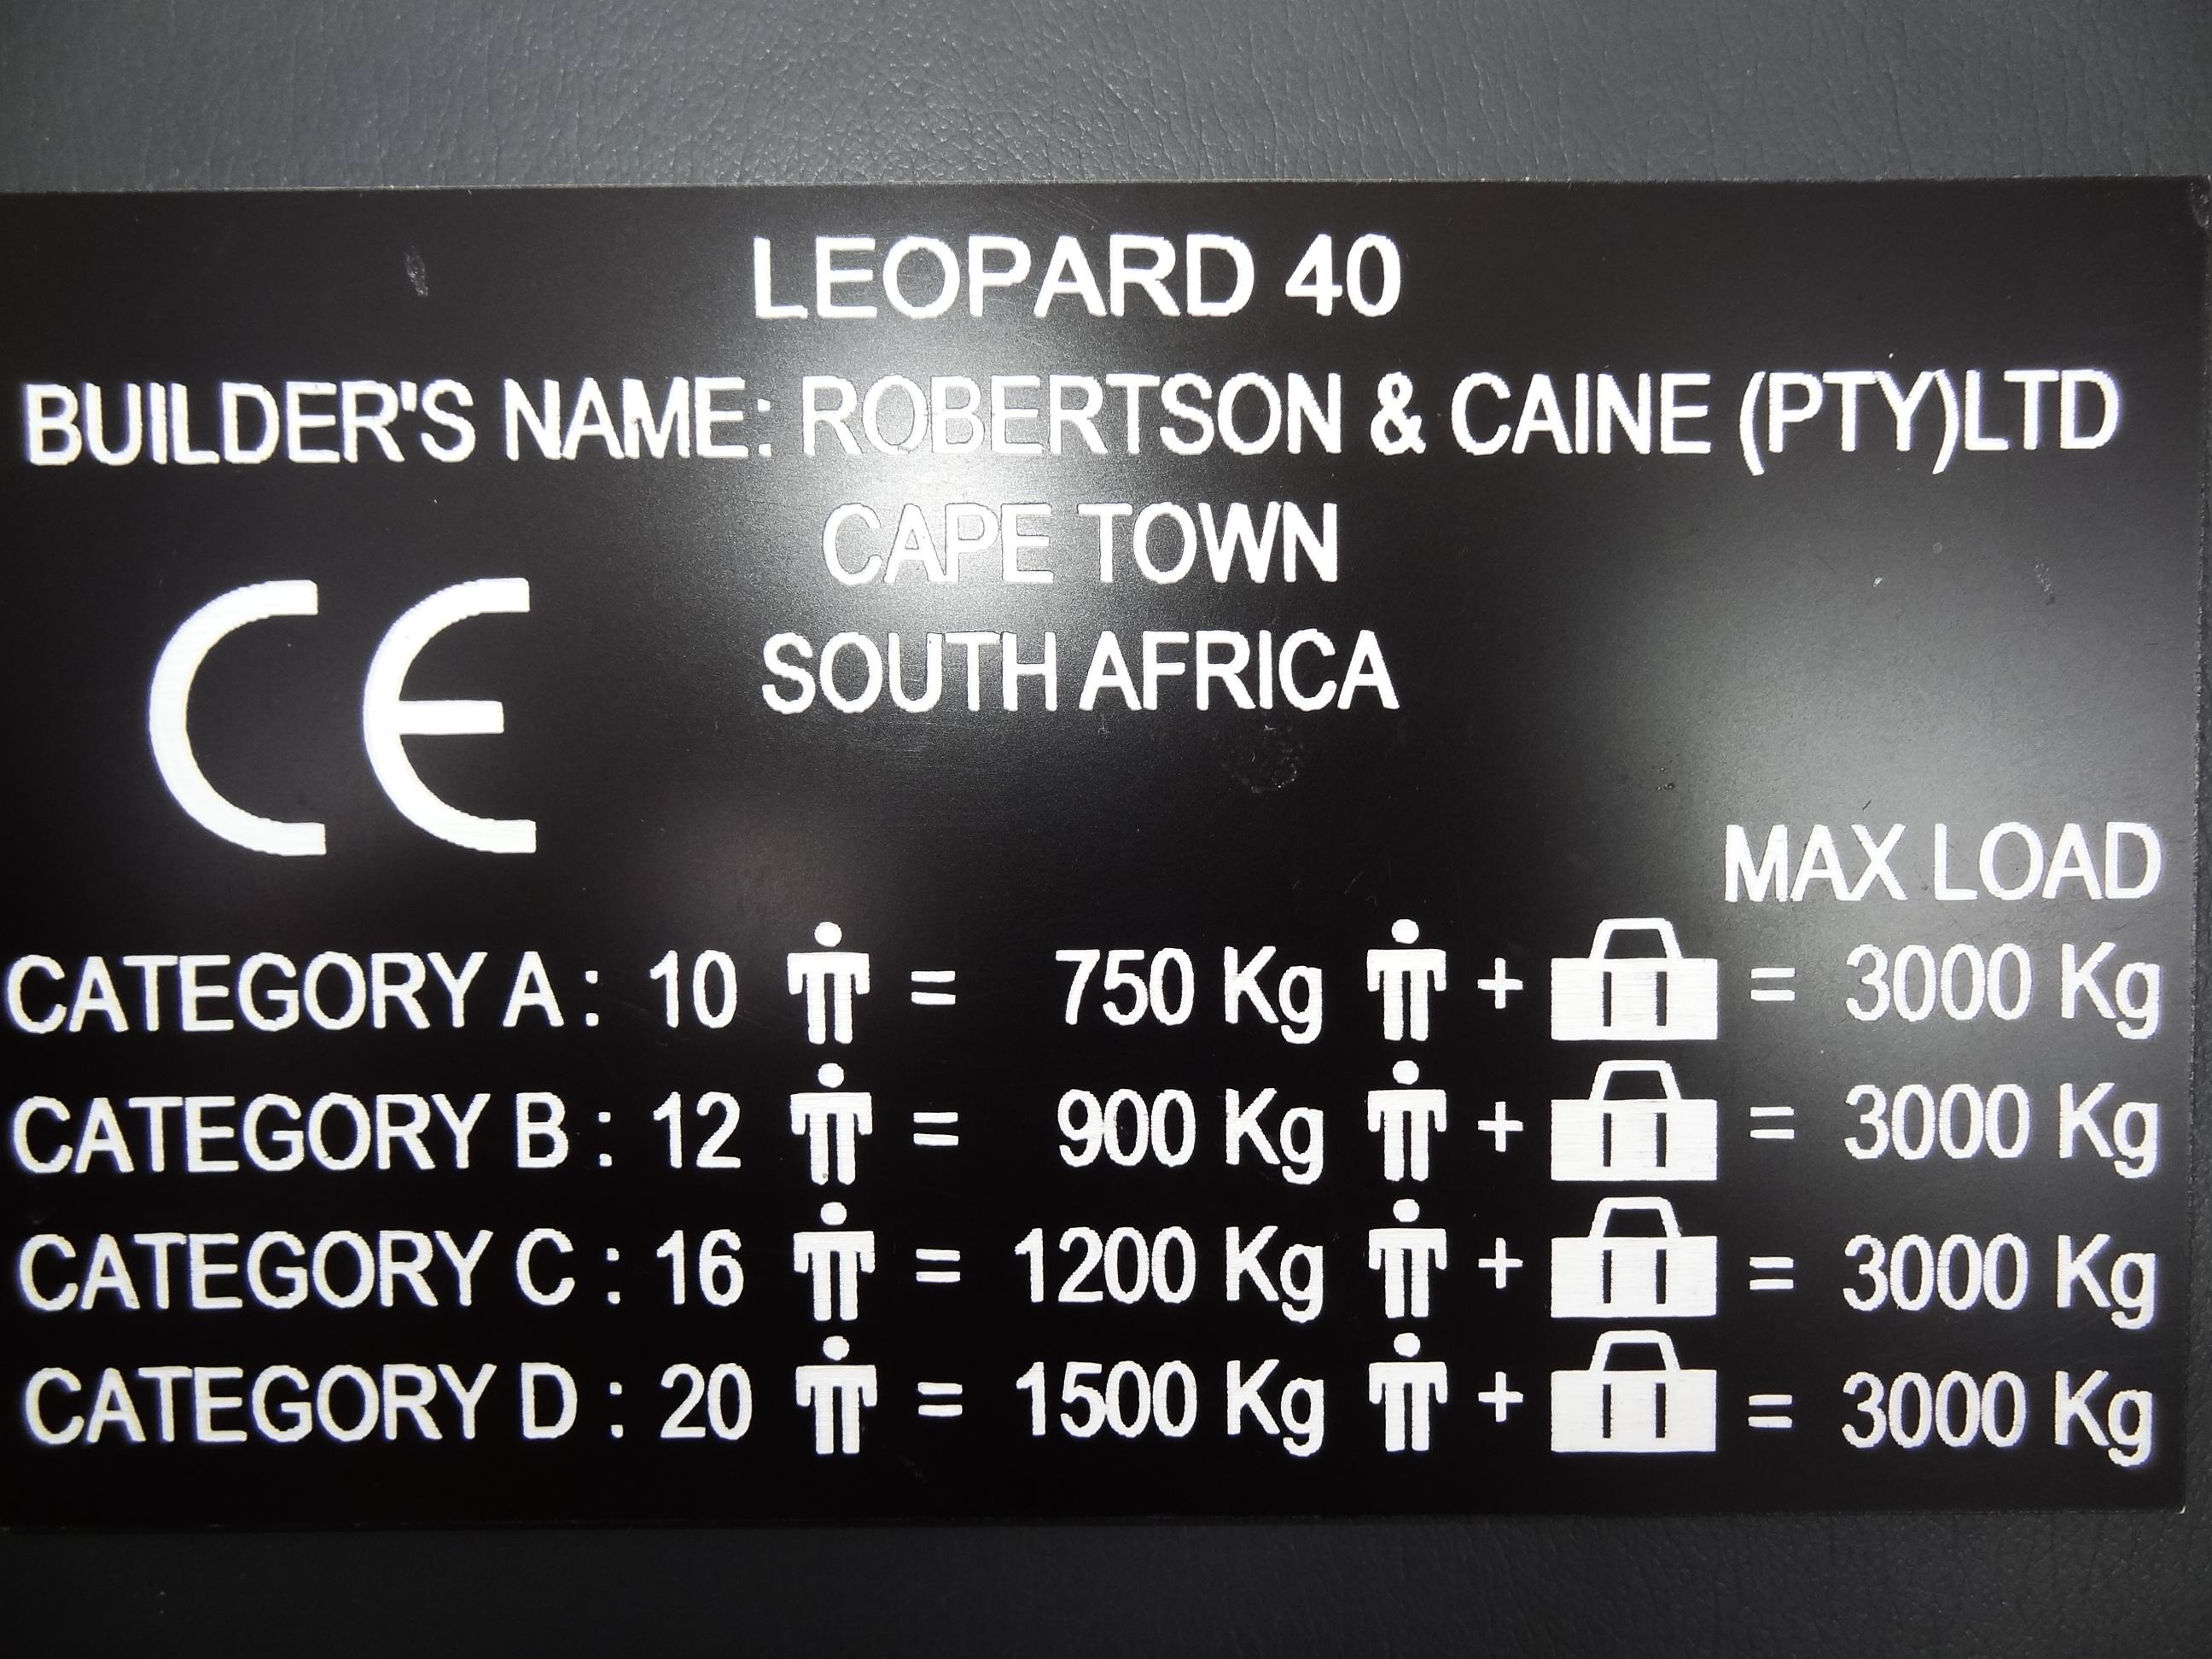 LEOPARD 40
BUILDER'S NAME: ROBERTSON & CAINE (PTY)LTD
CAPE TOWN
SOUTH AFRICA
CE
MAX LOAD
CATEGORY A : 10 = 750 Kg + = 3000 Kg
CATEGORY B : 12 = 900 Kg + = 3000 Kg
CATEGORY C : 16 = 1200 Kg + = 3000 Kg
CATEGORY D : 20 = 1500 Kg + = 3000 Kg